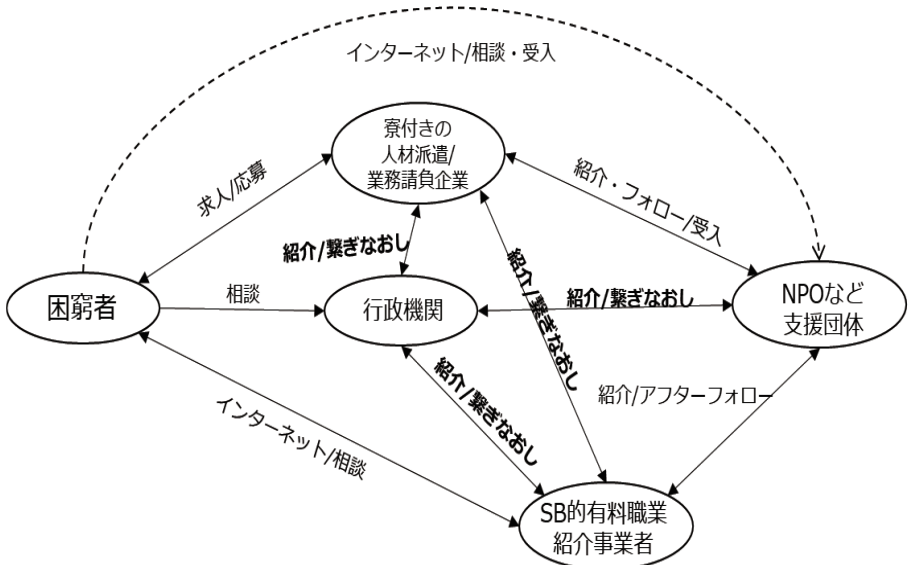 インターネット/相談・受入
寮付きの
人材派遣/
業務請負企業
求人/応募
紹介・フォロー/受入
紹介/繋ぎなおし
紹介/繋ぎなおし
困窮者
相談
行政機関
紹介/繋ぎなおし
NPOなど
支援団体
紹介/繋ぎなおし
紹介/アフターフォロー
インターネット/相談
SB的有料職業
紹介事業者